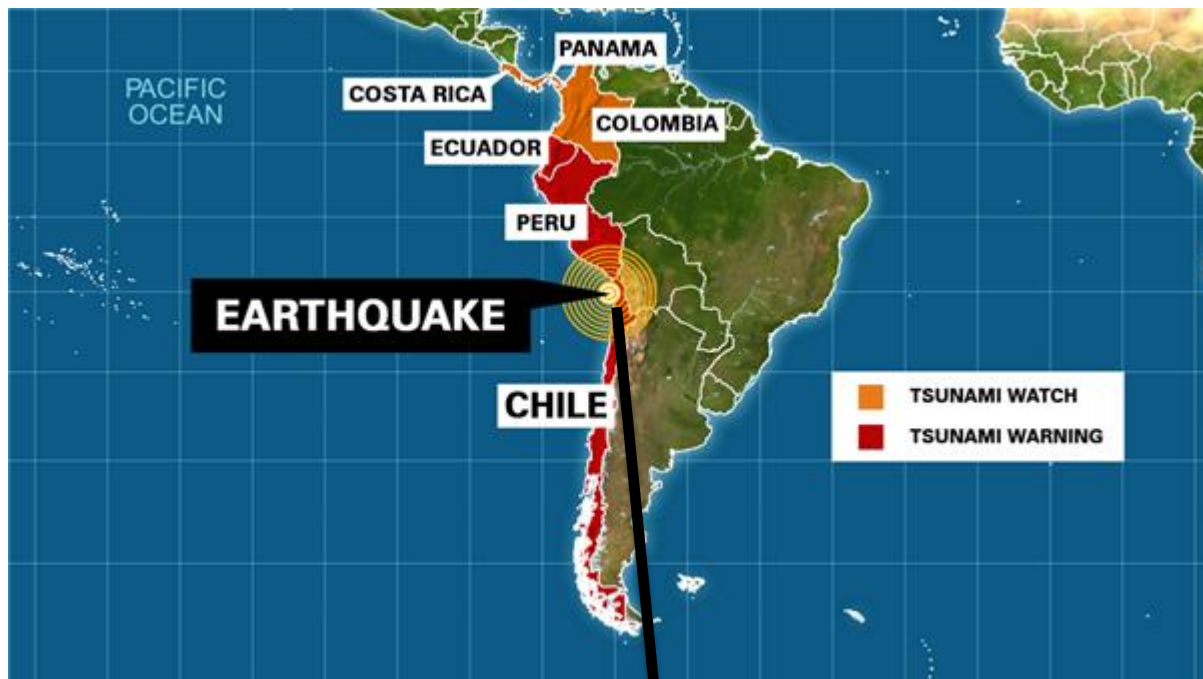 PANAMA
PACIFIC
OCEAN
COSTA RICA
COLOMBIA
ECUADOR
PERU
EARTHQUAKE
CHILE
TSUNAMI WATCH
TSUNAMI WARNING